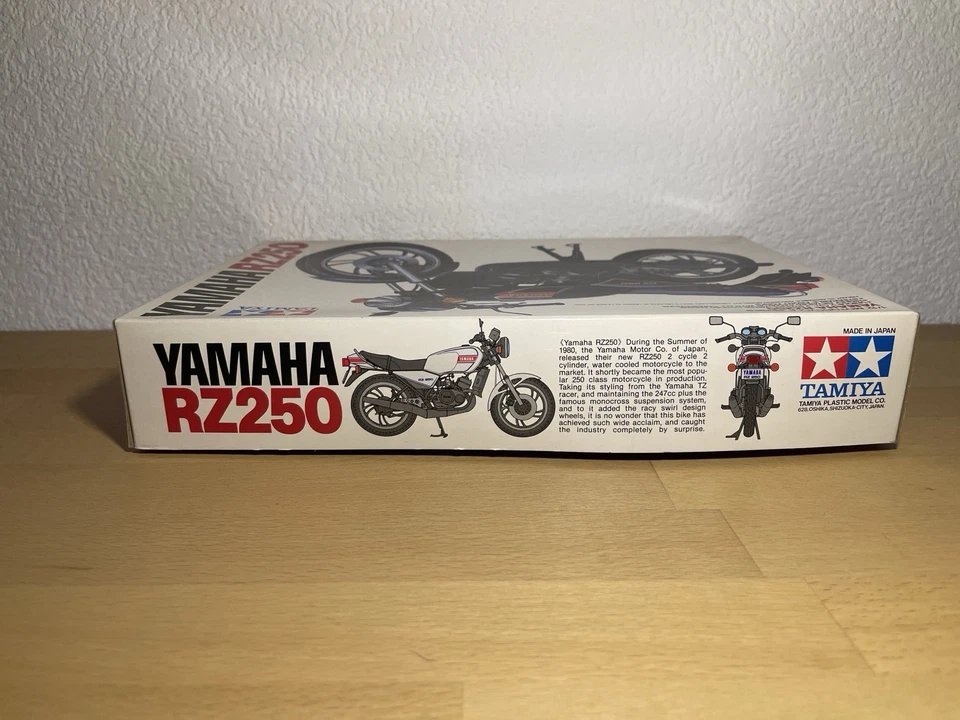 YAMAHA RZ250
YAMAHA
RZ250
〈Yamaha RZ250〉 During the Summer of
1980, the Yamaha Motor Co. of Japan,
released their new RZ250 2 cycle 2
cylinder, water cooled motorcycle to the
market. It shortly became the most popu-
lar 250 class motorcycle in production.
Taking its styling from the Yamaha TZ
racer, and maintaining the 247cc plus the
famous monocross suspension system,
and to it added the racy swirl design
wheels, it is no wonder that this bike has
achieved such wide acclaim, and caught
the industry completely by surprise.
YAMAHA
MADE IN JAPAN
TAMIYA
TAMIYA PLASTIC MODEL CO.
628, OSHIKA, SHIZUOKA-CITY, JAPAN.